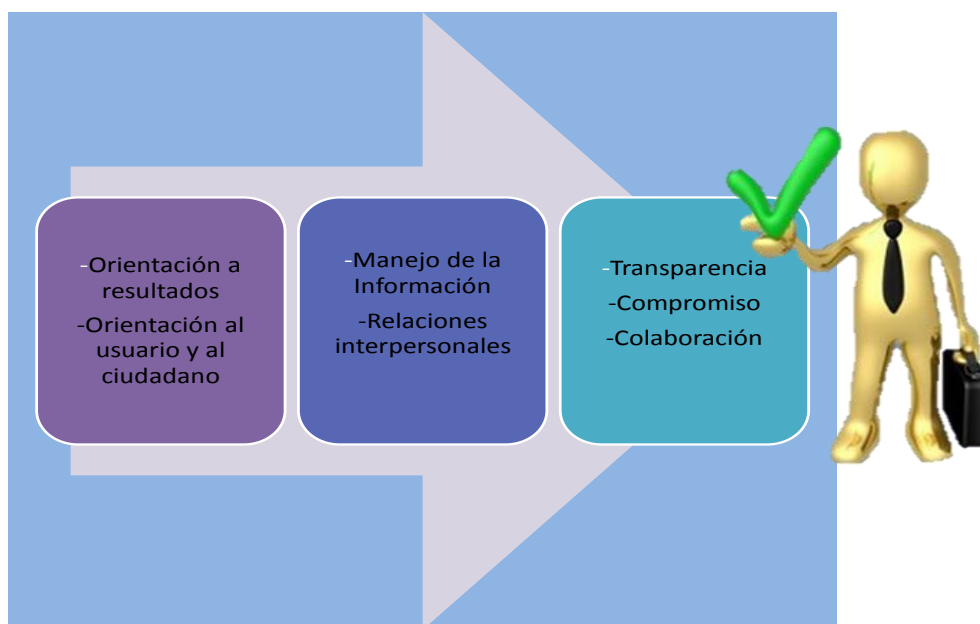 -Orientación a
resultados
-Orientación al
usuario y al
ciudadano
-Manejo de la
Información
-Relaciones
interpersonales
-Transparencia
-Compromiso
-Colaboración